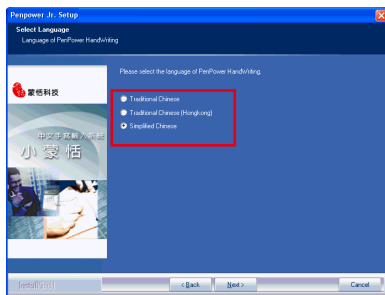 Penpower Jr. Setup
Select Language
Language of PenPower HandWriting
Please select the language of PenPower HandWriting.
蒙恬科技
Traditional Chinese
Traditional Chinese (Hongkong)
Simplified Chinese
中文手寫輸入系統
小蒙恬
InstallShield
< Back
Next >
Cancel